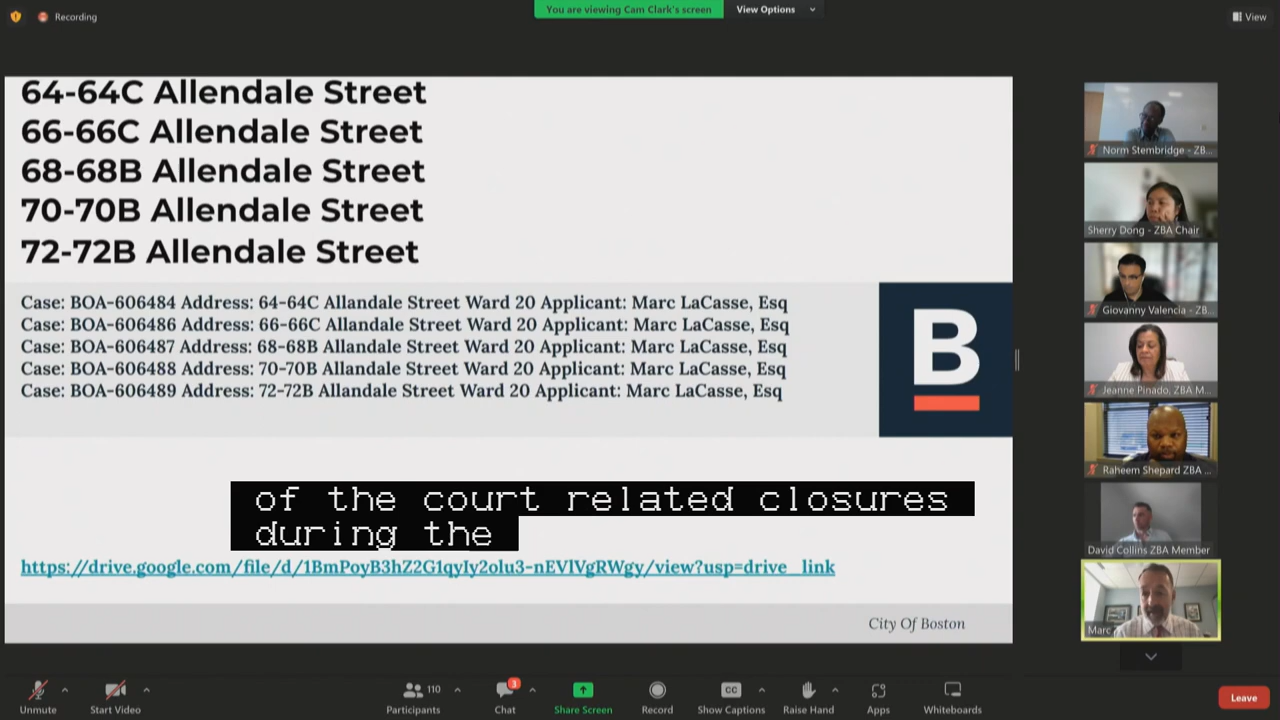 Recording
You are viewing Cam Clark's screen
View Options
View
64-64C Allendale Street
66-66C Allendale Street
68-68B Allendale Street
70-70B Allendale Street
72-72B Allendale Street
Case: BOA-606484 Address: 64-64C Allandale Street Ward 20 Applicant: Marc LaCasse, Esq
Case: BOA-606486 Address: 66-66C Allandale Street Ward 20 Applicant: Marc LaCasse, Esq
Case: BOA-606487 Address: 68-68B Allandale Street Ward 20 Applicant: Marc LaCasse, Esq
Case: BOA-606488 Address: 70-70B Allandale Street Ward 20 Applicant: Marc LaCasse, Esq
Case: BOA-606489 Address: 72-72B Allandale Street Ward 20 Applicant: Marc LaCasse, Esq
B
of the court related closures
during the
https://drive.google.com/file/d/1BmPoyB3hZ2G1qyIy2olu3-nEVlVgRWgy/view?usp=drive_link
City Of Boston
Norm Stembridge - ZB...
Sherry Dong - ZBA Chair
Giovanny Valencia - ZB...
Jeanne Pinado, ZBA M...
Raheem Shepard ZBA ...
David Collins ZBA Member
Marc
Unmute
Start Video
110
Participants
3
Chat
Share Screen
Record
CC
Show Captions
Raise Hand
Apps
Whiteboards
Leave